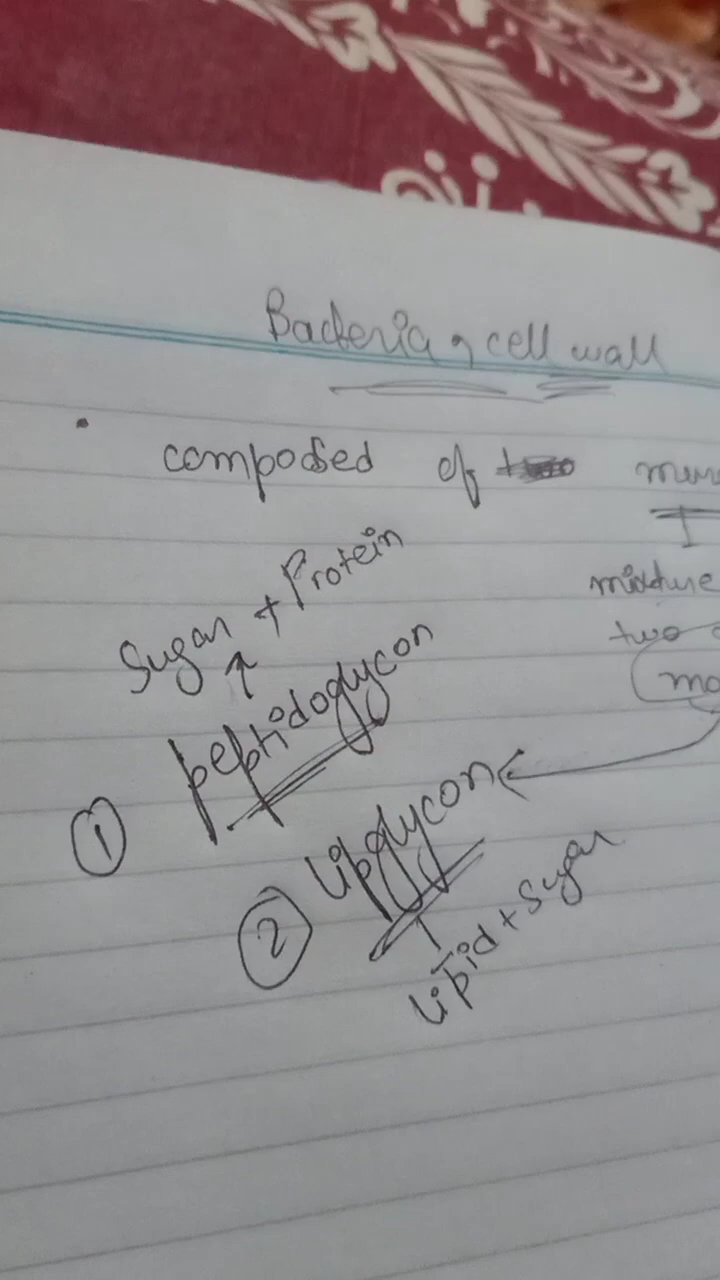 Bacteria, cell wall
• composed of
mixture
two
Sugar + Protein
↑
① peptidoglycon
② Lipoglycon ←
Lipid + Sugar